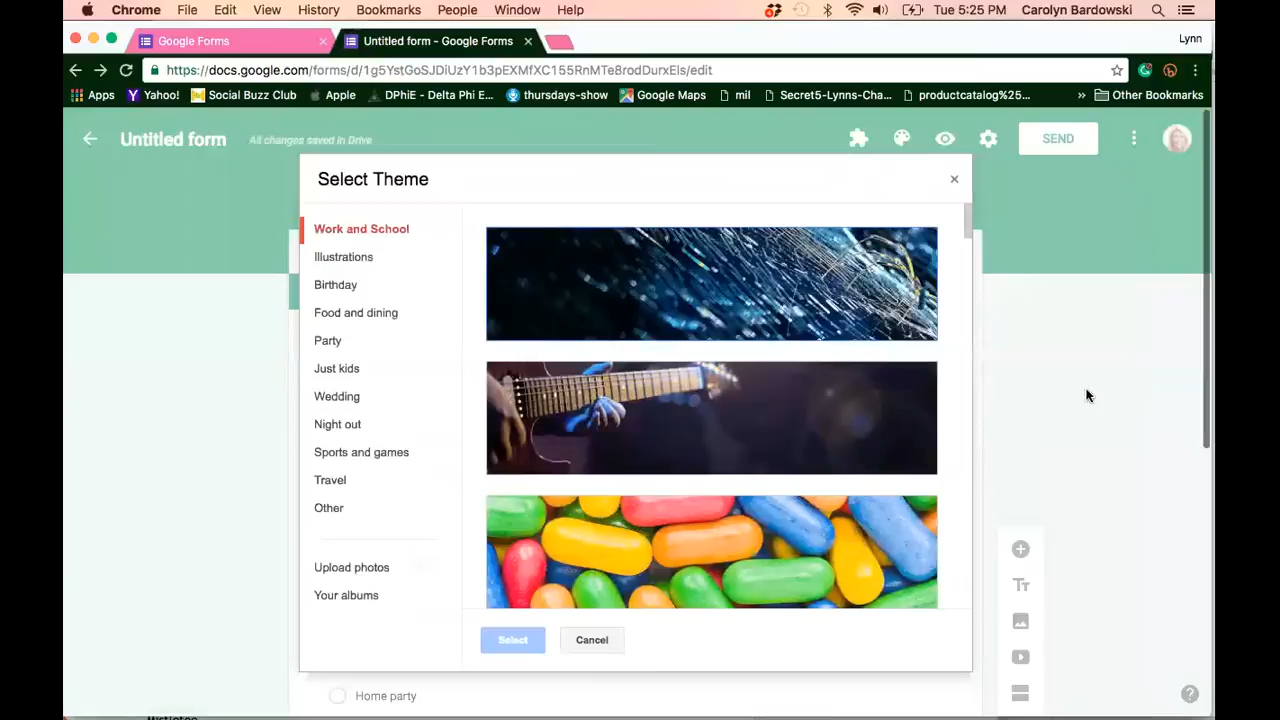 Chrome File Edit View History Bookmarks People Window Help Tue 5:25 PM Carolyn Bardowski
Google Forms × Untitled form - Google Forms × Lynn
https://docs.google.com/forms/d/1g5YstGoSJDiUzY1b3pEXMfXC155RnMTe8rodDurxEls/edit
Apps Yahoo! Social Buzz Club Apple DPhiE - Delta Phi E... thursdays-show Google Maps mil Secret5-Lynns-Cha... productcatalog%25... » Other Bookmarks
Untitled form All changes saved in Drive SEND
Select Theme ×
Work and School
Illustrations
Birthday
Food and dining
Party
Just kids
Wedding
Night out
Sports and games
Travel
Other
Upload photos
Your albums
Select Cancel
Tт
Home party
?